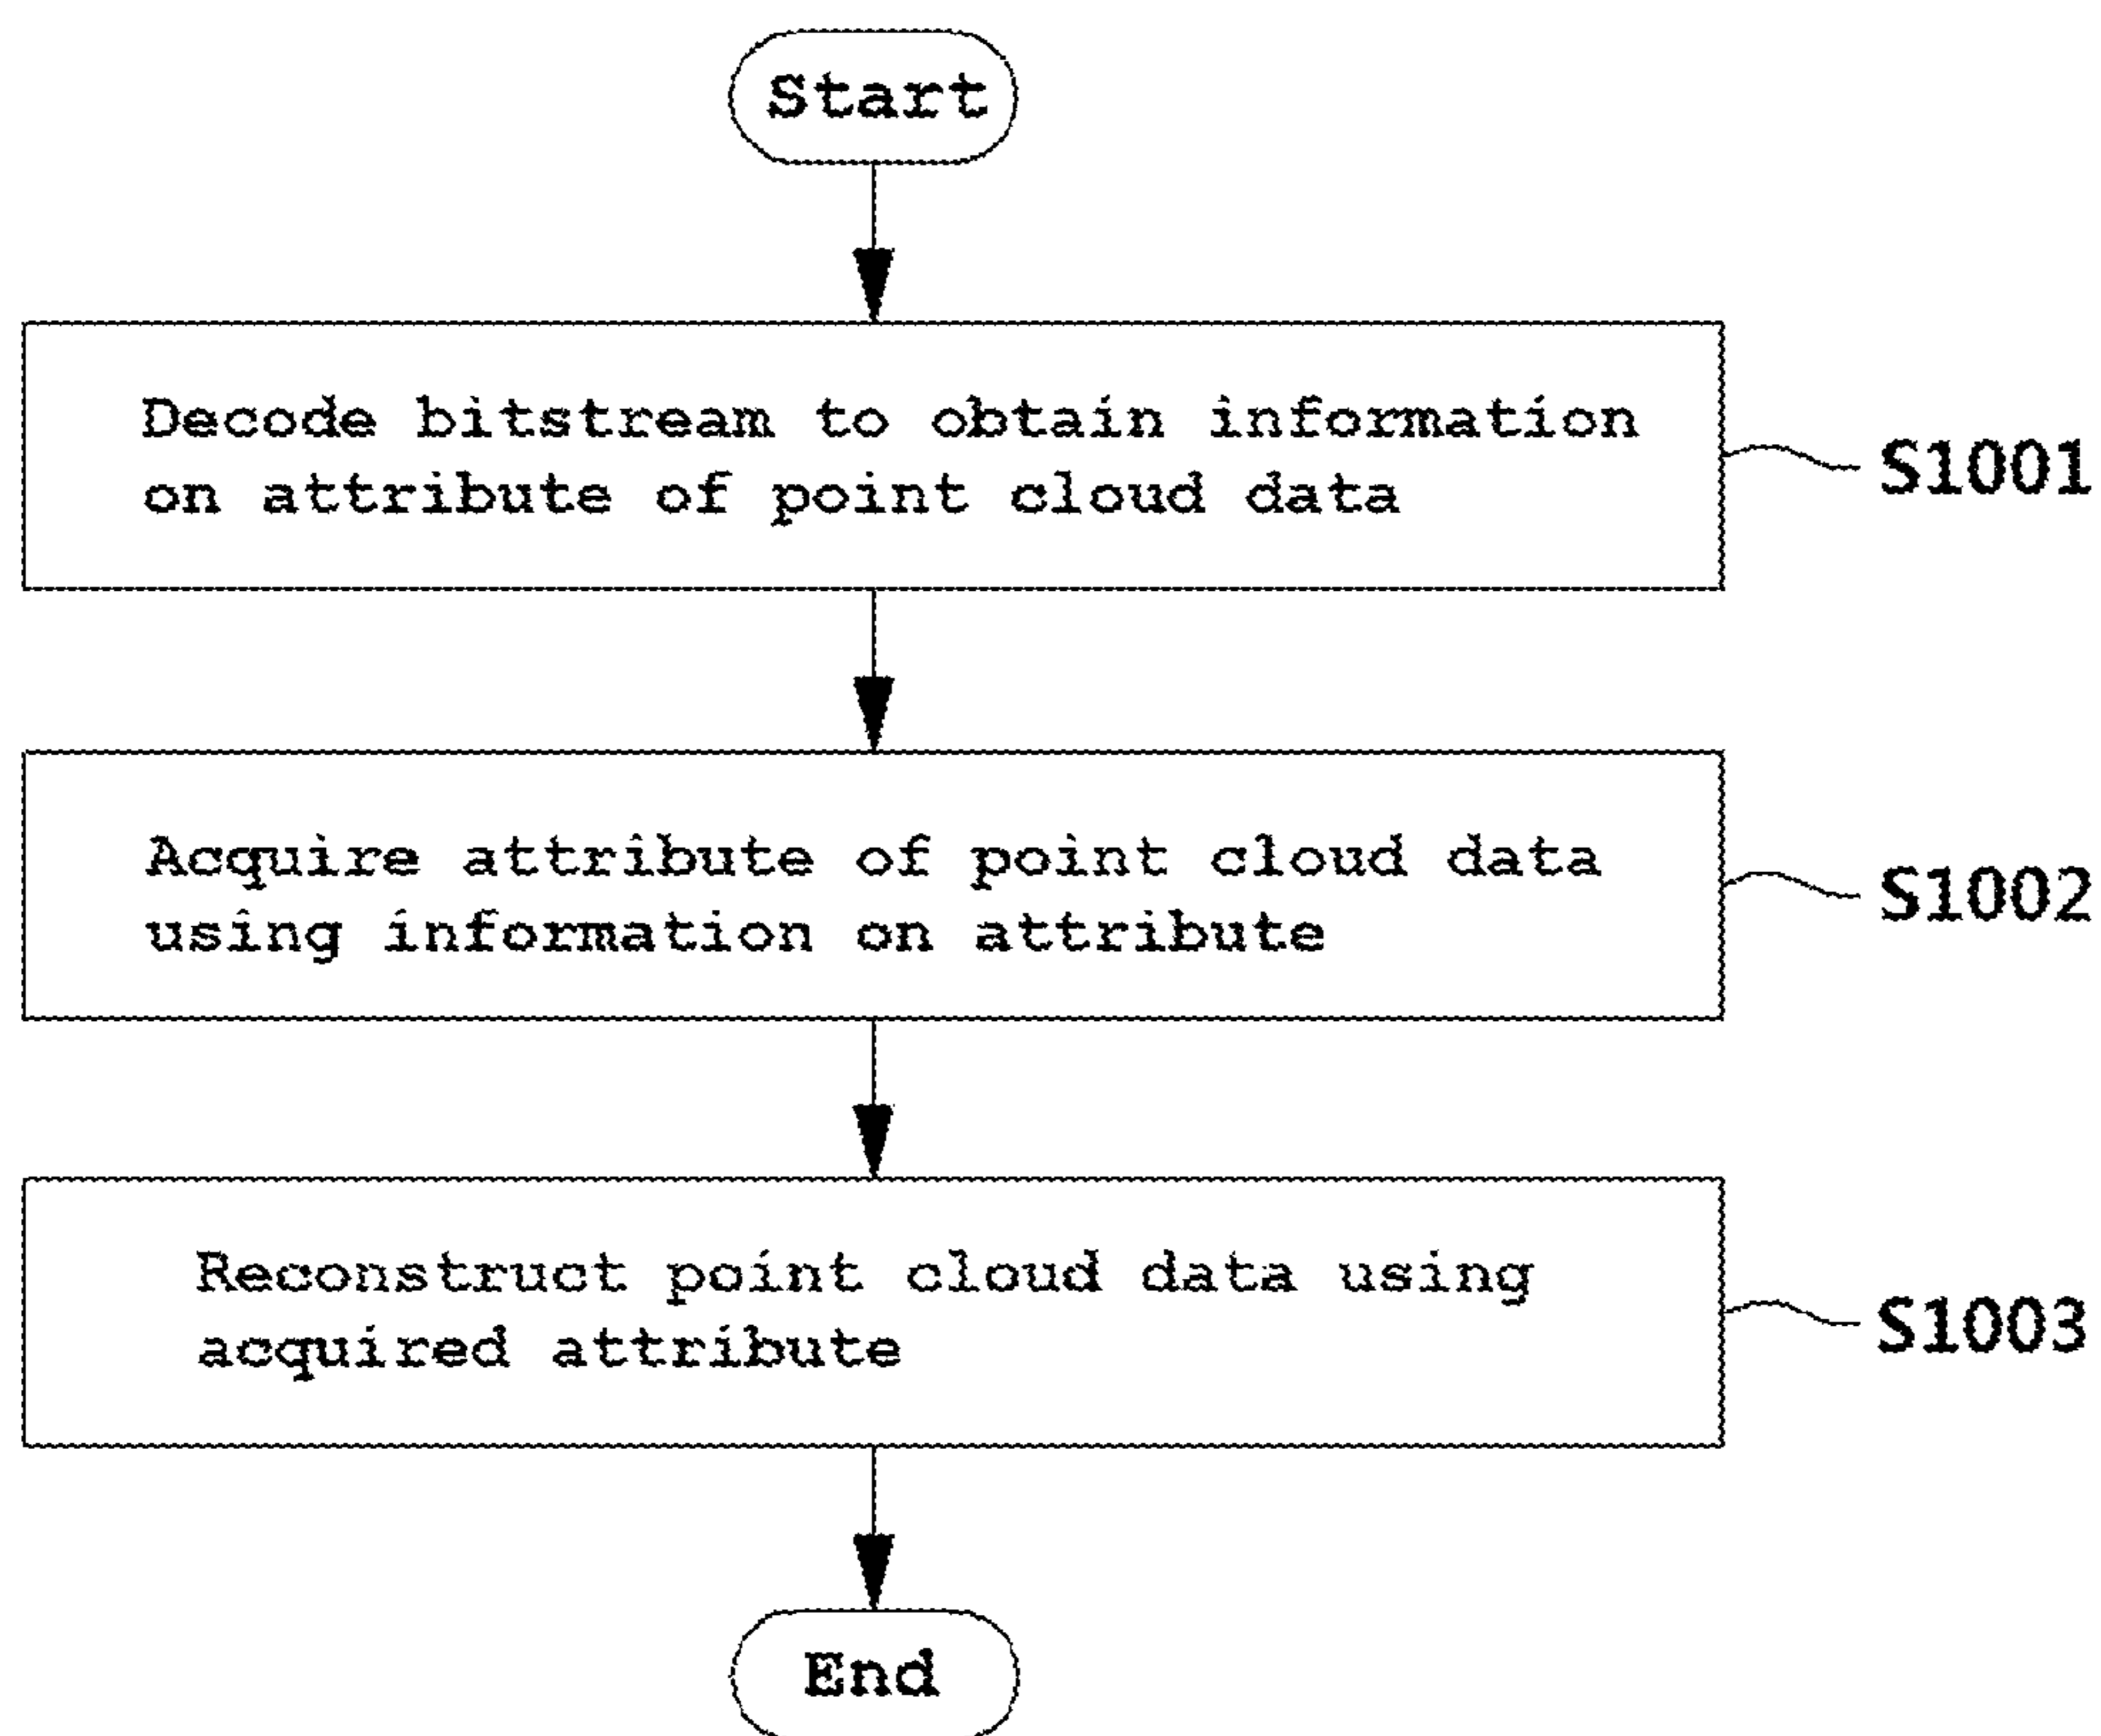 Start
Decode bitstream to obtain information
on attribute of point cloud data
S1001
Acquire attribute of point cloud data
using information on attribute
S1002
Reconstruct point cloud data using
acquired attribute
S1003
End